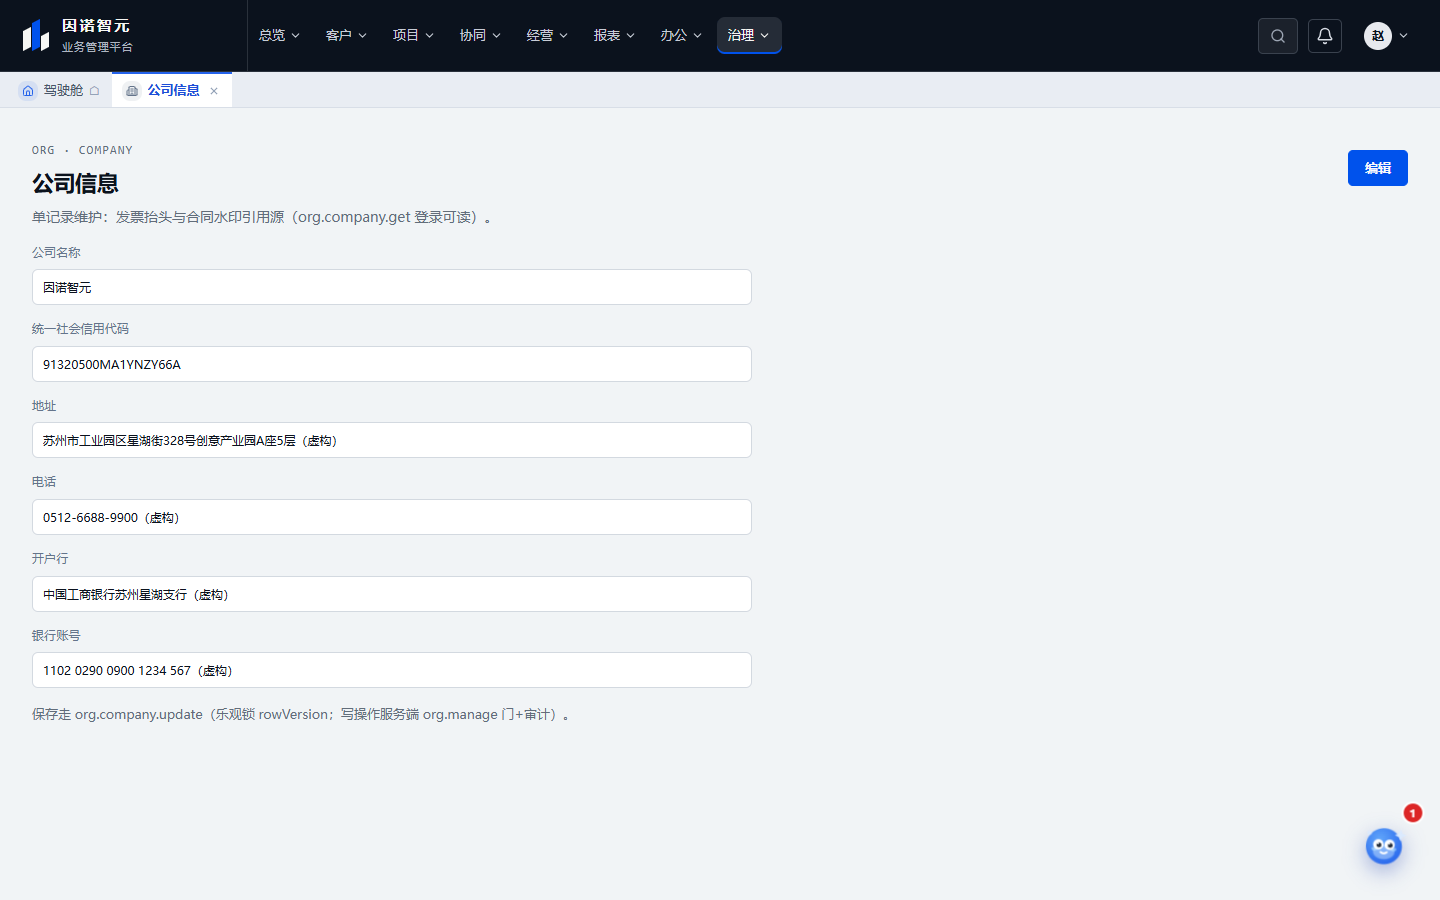 因诺智元
业务管理平台
总览 客户 项目 协同 经营 报表 办公 治理
赵
驾驶舱 公司信息 ×
ORG · COMPANY
公司信息
编辑
单记录维护：发票抬头与合同水印引用源（org.company.get 登录可读）。
公司名称
因诺智元
统一社会信用代码
91320500MA1YNZY66A
地址
苏州市工业园区星湖街328号创意产业园A座5层（虚构）
电话
0512-6688-9900（虚构）
开户行
中国工商银行苏州星湖支行（虚构）
银行账号
1102 0290 0900 1234 567（虚构）
保存走 org.company.update（乐观锁 rowVersion；写操作服务端 org.manage 门+审计）。
1